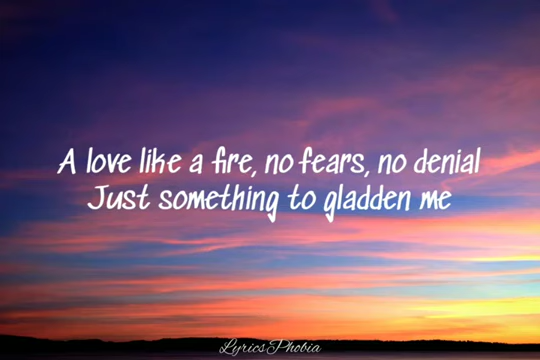 A love like a fire, no fears, no denial
Just something to gladden me
LyricsPhobia